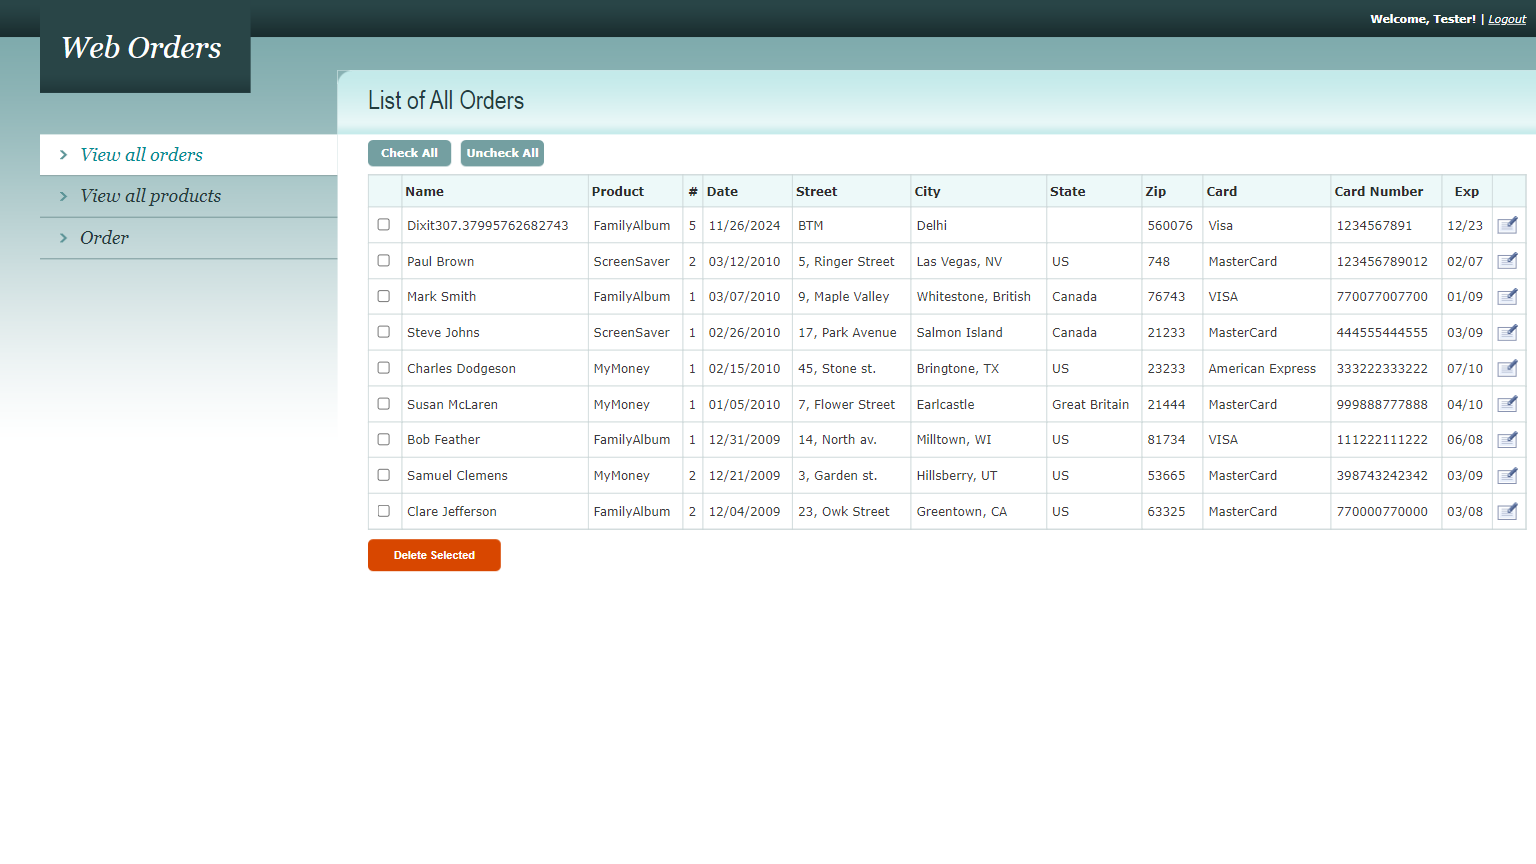 Welcome, Tester! | Logout
Web Orders
List of All Orders
View all orders
View all products
Order
Check All Uncheck All
Name Product # Date Street City State Zip Card Card Number Exp
Dixit307.37995762682743 FamilyAlbum 5 11/26/2024 BTM Delhi 560076 Visa 1234567891 12/23
Paul Brown ScreenSaver 2 03/12/2010 5, Ringer Street Las Vegas, NV US 748 MasterCard 123456789012 02/07
Mark Smith FamilyAlbum 1 03/07/2010 9, Maple Valley Whitestone, British Canada 76743 VISA 770077007700 01/09
Steve Johns ScreenSaver 1 02/26/2010 17, Park Avenue Salmon Island Canada 21233 MasterCard 444555444555 03/09
Charles Dodgeson MyMoney 1 02/15/2010 45, Stone st. Bringtone, TX US 23233 American Express 333222333222 07/10
Susan McLaren MyMoney 1 01/05/2010 7, Flower Street Earlcastle Great Britain 21444 MasterCard 999888777888 04/10
Bob Feather FamilyAlbum 1 12/31/2009 14, North av. Milltown, WI US 81734 VISA 111222111222 06/08
Samuel Clemens MyMoney 2 12/21/2009 3, Garden st. Hillsberry, UT US 53665 MasterCard 398743242342 03/09
Clare Jefferson FamilyAlbum 2 12/04/2009 23, Owk Street Greentown, CA US 63325 MasterCard 770000770000 03/08
Delete Selected